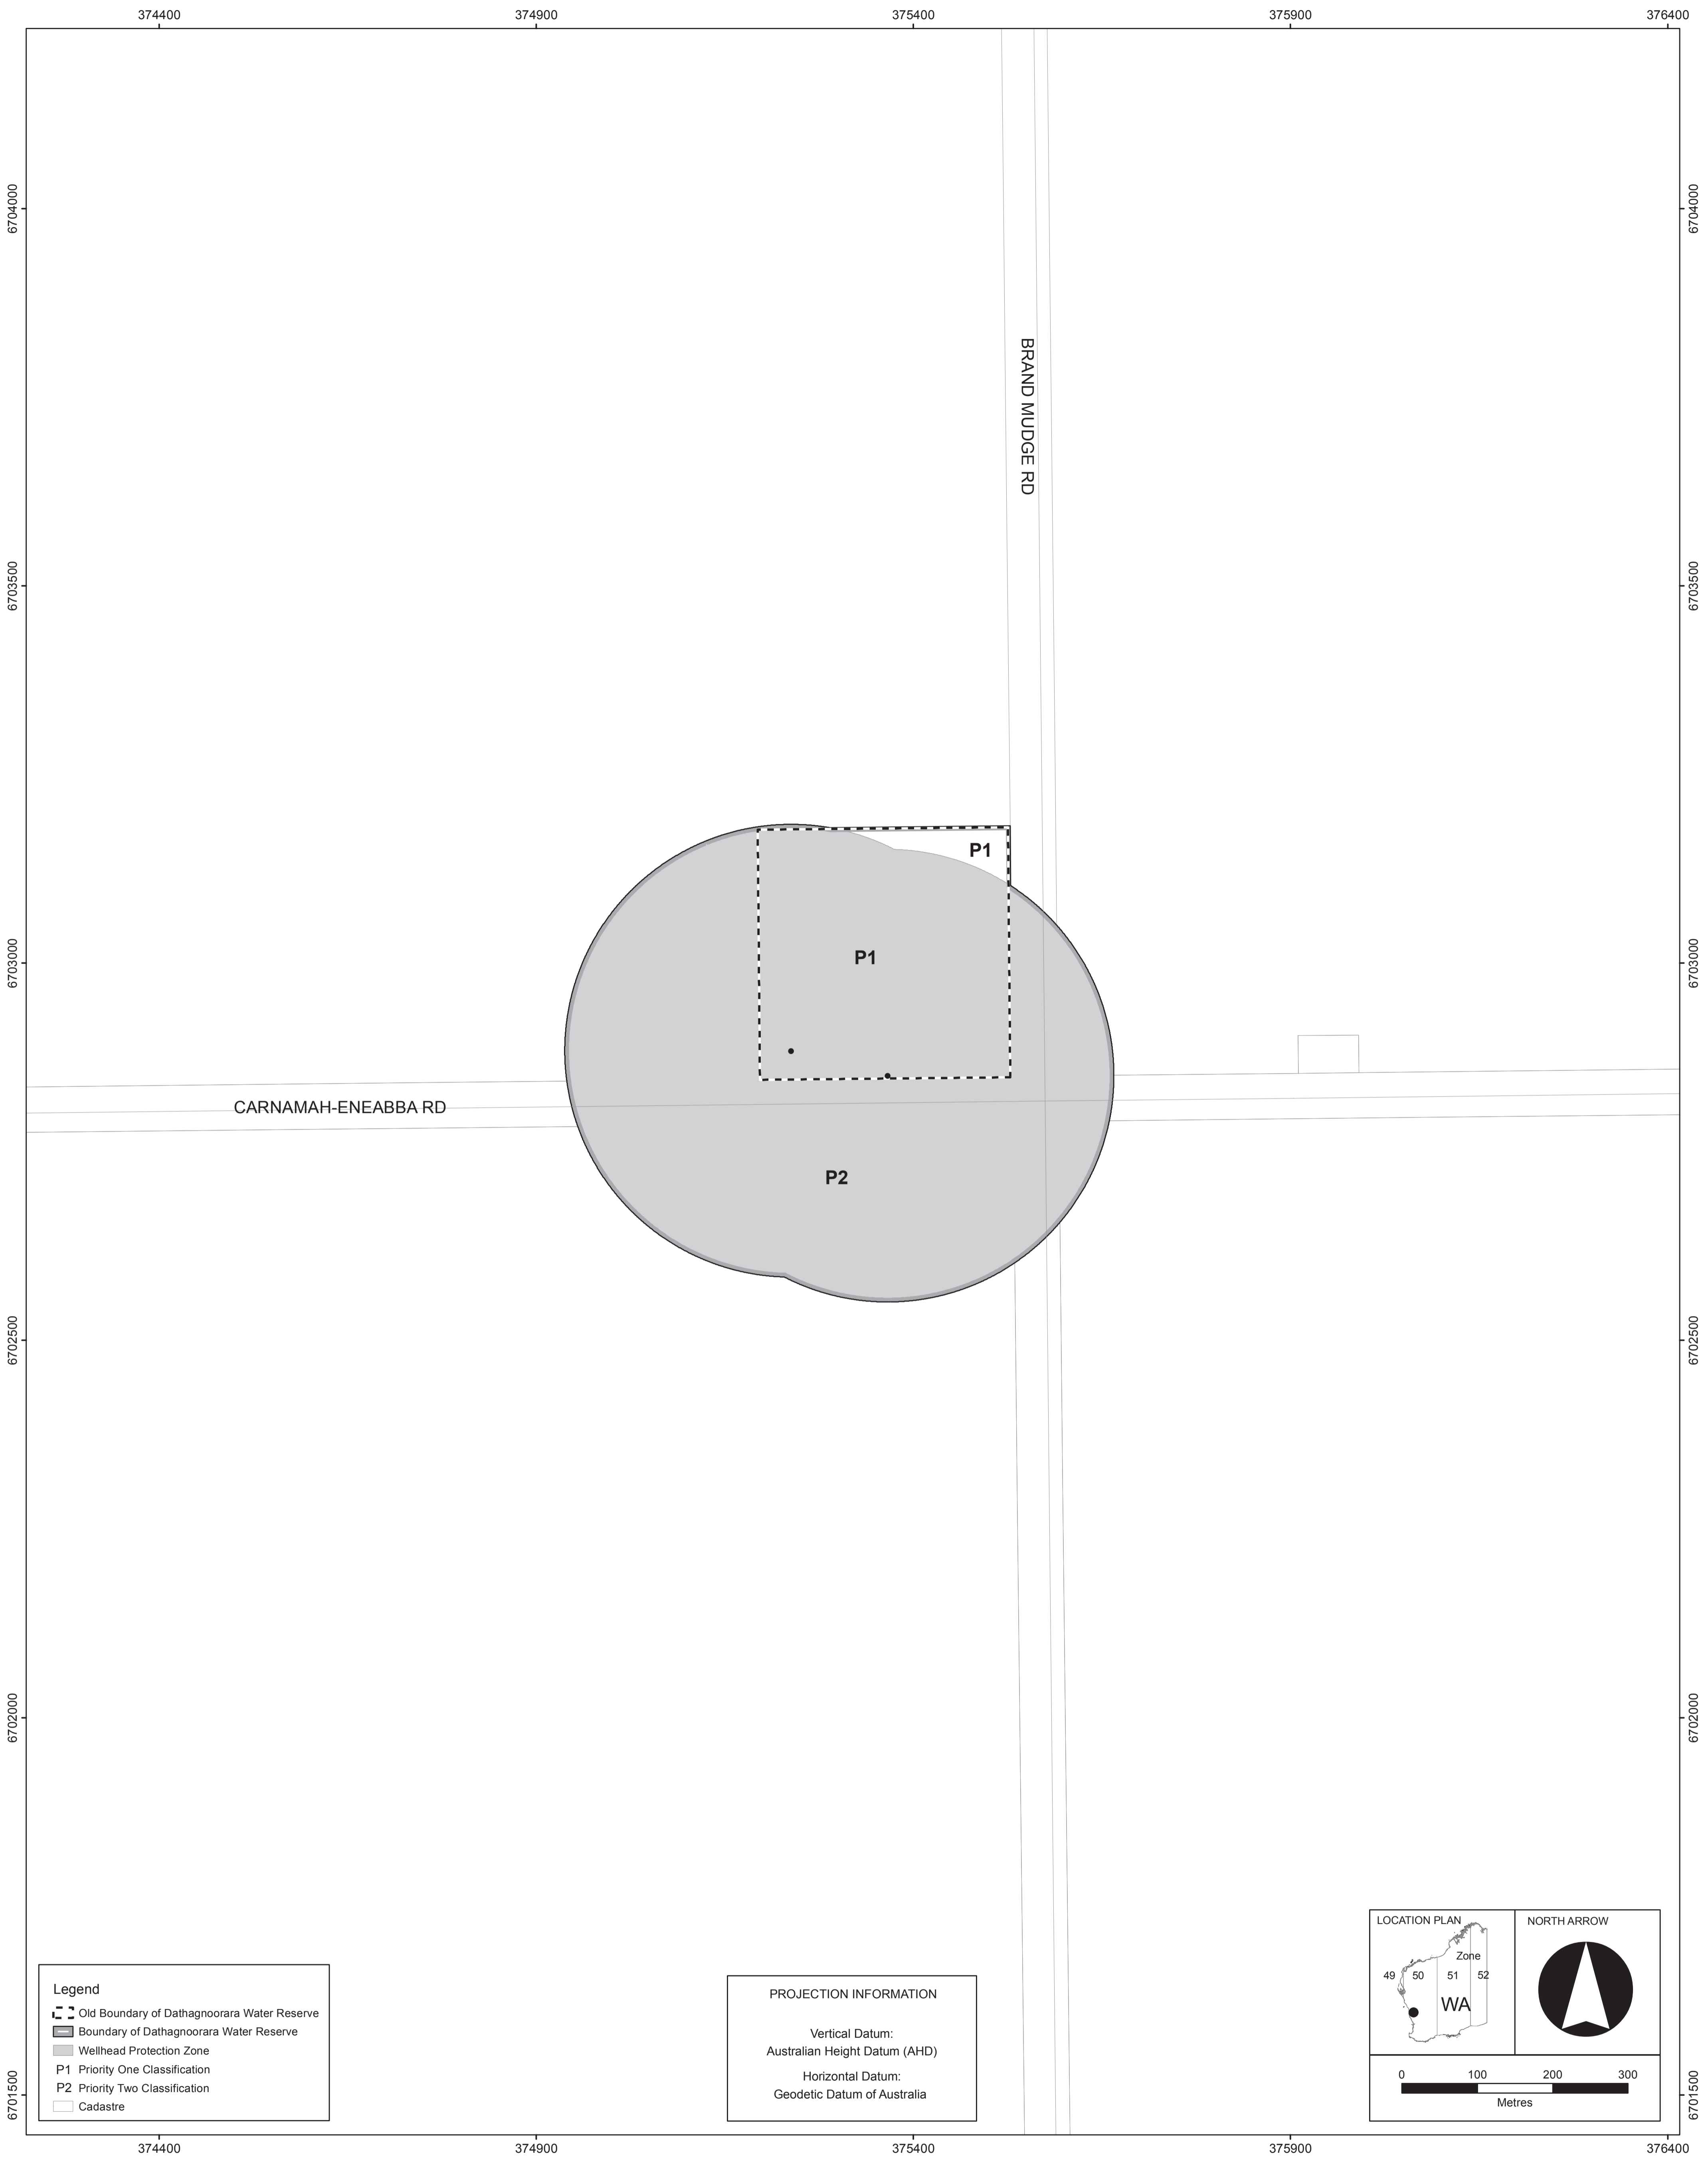 374400 374900 375400 375900 376400
6704000 6704000
BRAND MUDGE RD
6703500 6703500
P1
P1
6703000 6703000
CARNAMAH-ENEABBA RD
P2
6702500 6702500
6702000 6702000
Legend
Old Boundary of Dathagnoorara Water Reserve
Boundary of Dathagnoorara Water Reserve
Wellhead Protection Zone
P1 Priority One Classification
P2 Priority Two Classification
Cadastre
PROJECTION INFORMATION
Vertical Datum:
Australian Height Datum (AHD)
Horizontal Datum:
Geodetic Datum of Australia
LOCATION PLAN
Zone
49 50 51 52
WA
NORTH ARROW
0 100 200 300
Metres
6701500 6701500
374400 374900 375400 375900 376400